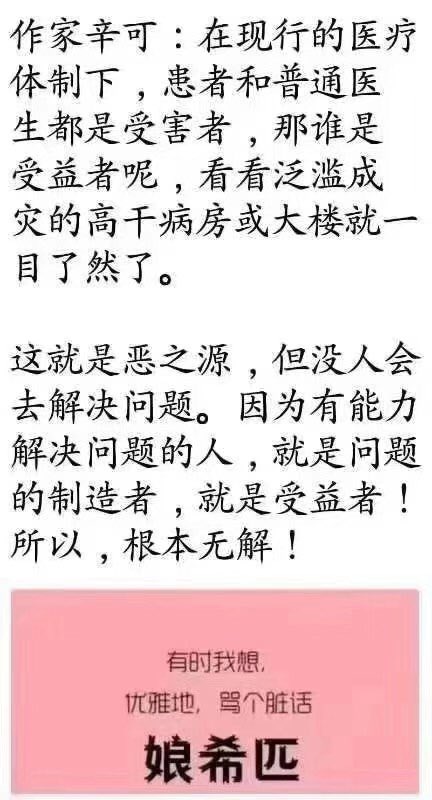 作家辛可：在现行的医疗
体制下，患者和普通医
生都是受害者，那谁是
受益者呢，看看泛滥成
灾的高干病房或大楼就一
目了然了。
这就是恶之源，但没人会
去解决问题。因为有能力
解决问题的人，就是问题
的制造者，就是受益者！
所以，根本无解！
有时我想，
优雅地，骂个脏话
娘希匹